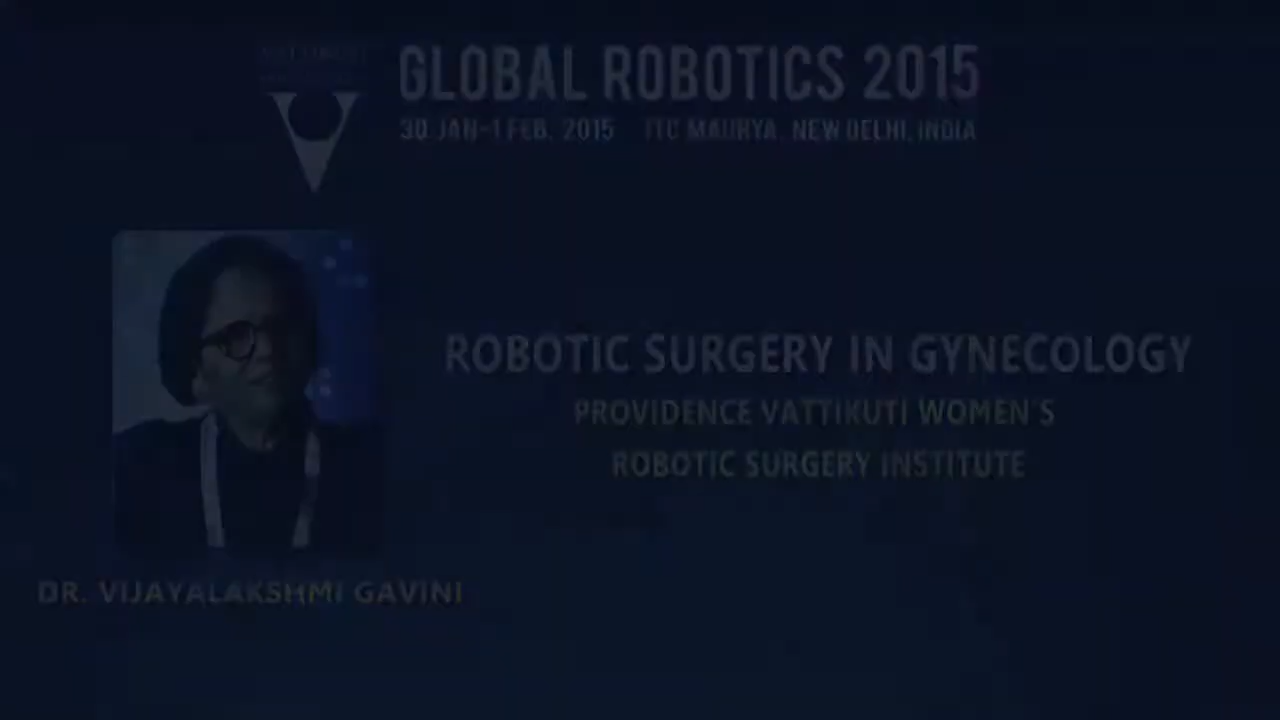 GLOBAL ROBOTICS 2015
30 JAN-1 FEB. 2015 ITC MAURYA, NEW DELHI, INDIA
ROBOTIC SURGERY IN GYNECOLOGY
PROVIDENCE VATTIKUTI WOMEN'S
ROBOTIC SURGERY INSTITUTE
DR. VIJAYALAKSHMI GAVINI